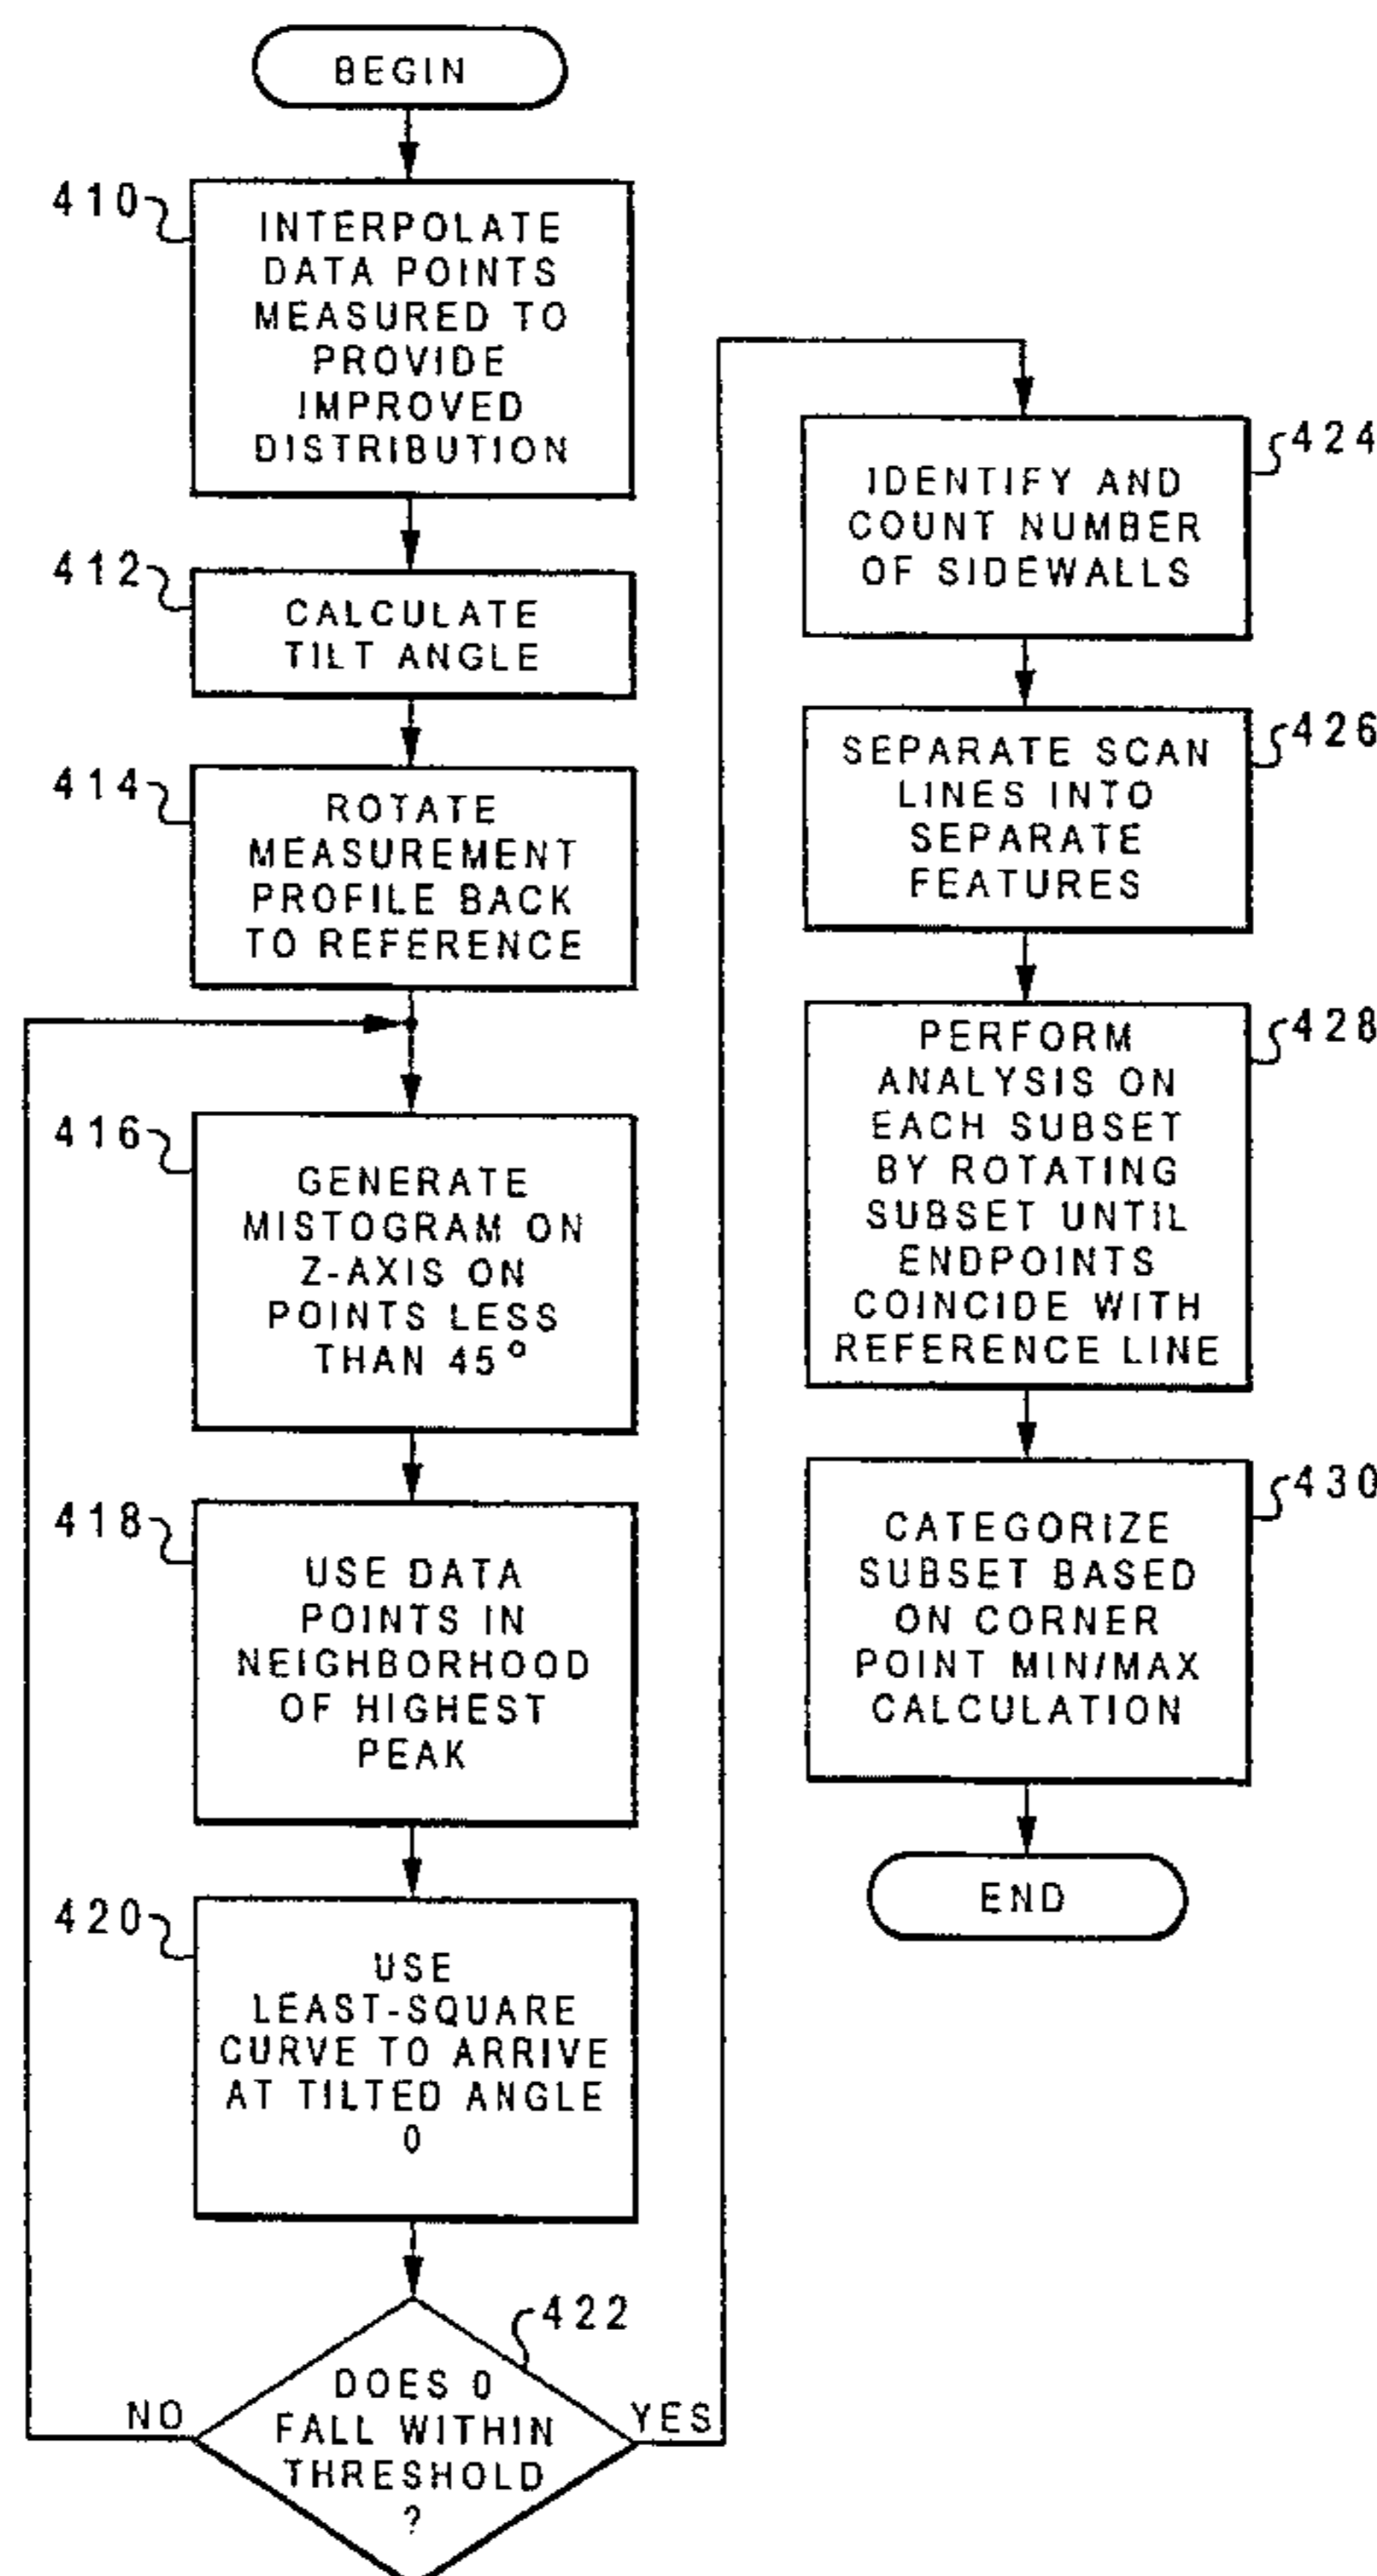 BEGIN
410
INTERPOLATE
DATA POINTS
MEASURED TO
PROVIDE
IMPROVED
DISTRIBUTION
412
CALCULATE
TILT ANGLE
414
ROTATE
MEASUREMENT
PROFILE BACK
TO REFERENCE
416
GENERATE
MISTOGRAM ON
Z-AXIS ON
POINTS LESS
THAN 45°
418
USE DATA
POINTS IN
NEIGHBORHOOD
OF HIGHEST
PEAK
420
USE
LEAST-SQUARE
CURVE TO ARRIVE
AT TILTED ANGLE
0
422
DOES 0
FALL WITHIN
THRESHOLD
?
NO
YES
424
IDENTIFY AND
COUNT NUMBER
OF SIDEWALLS
426
SEPARATE SCAN
LINES INTO
SEPARATE
FEATURES
428
PERFORM
ANALYSIS ON
EACH SUBSET
BY ROTATING
SUBSET UNTIL
ENDPOINTS
COINCIDE WITH
REFERENCE LINE
430
CATEGORIZE
SUBSET BASED
ON CORNER
POINT MIN/MAX
CALCULATION
END